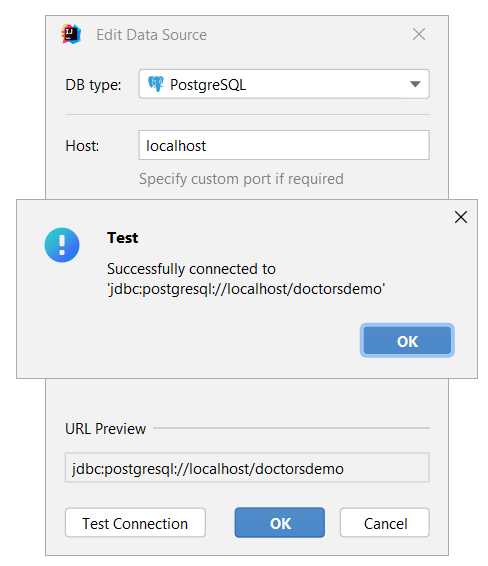 Edit Data Source
DB type: PostgreSQL
Host: localhost
Specify custom port if required
Test
Successfully connected to
'jdbc:postgresql://localhost/doctorsdemo'
OK
URL Preview
jdbc:postgresql://localhost/doctorsdemo
Test Connection OK Cancel